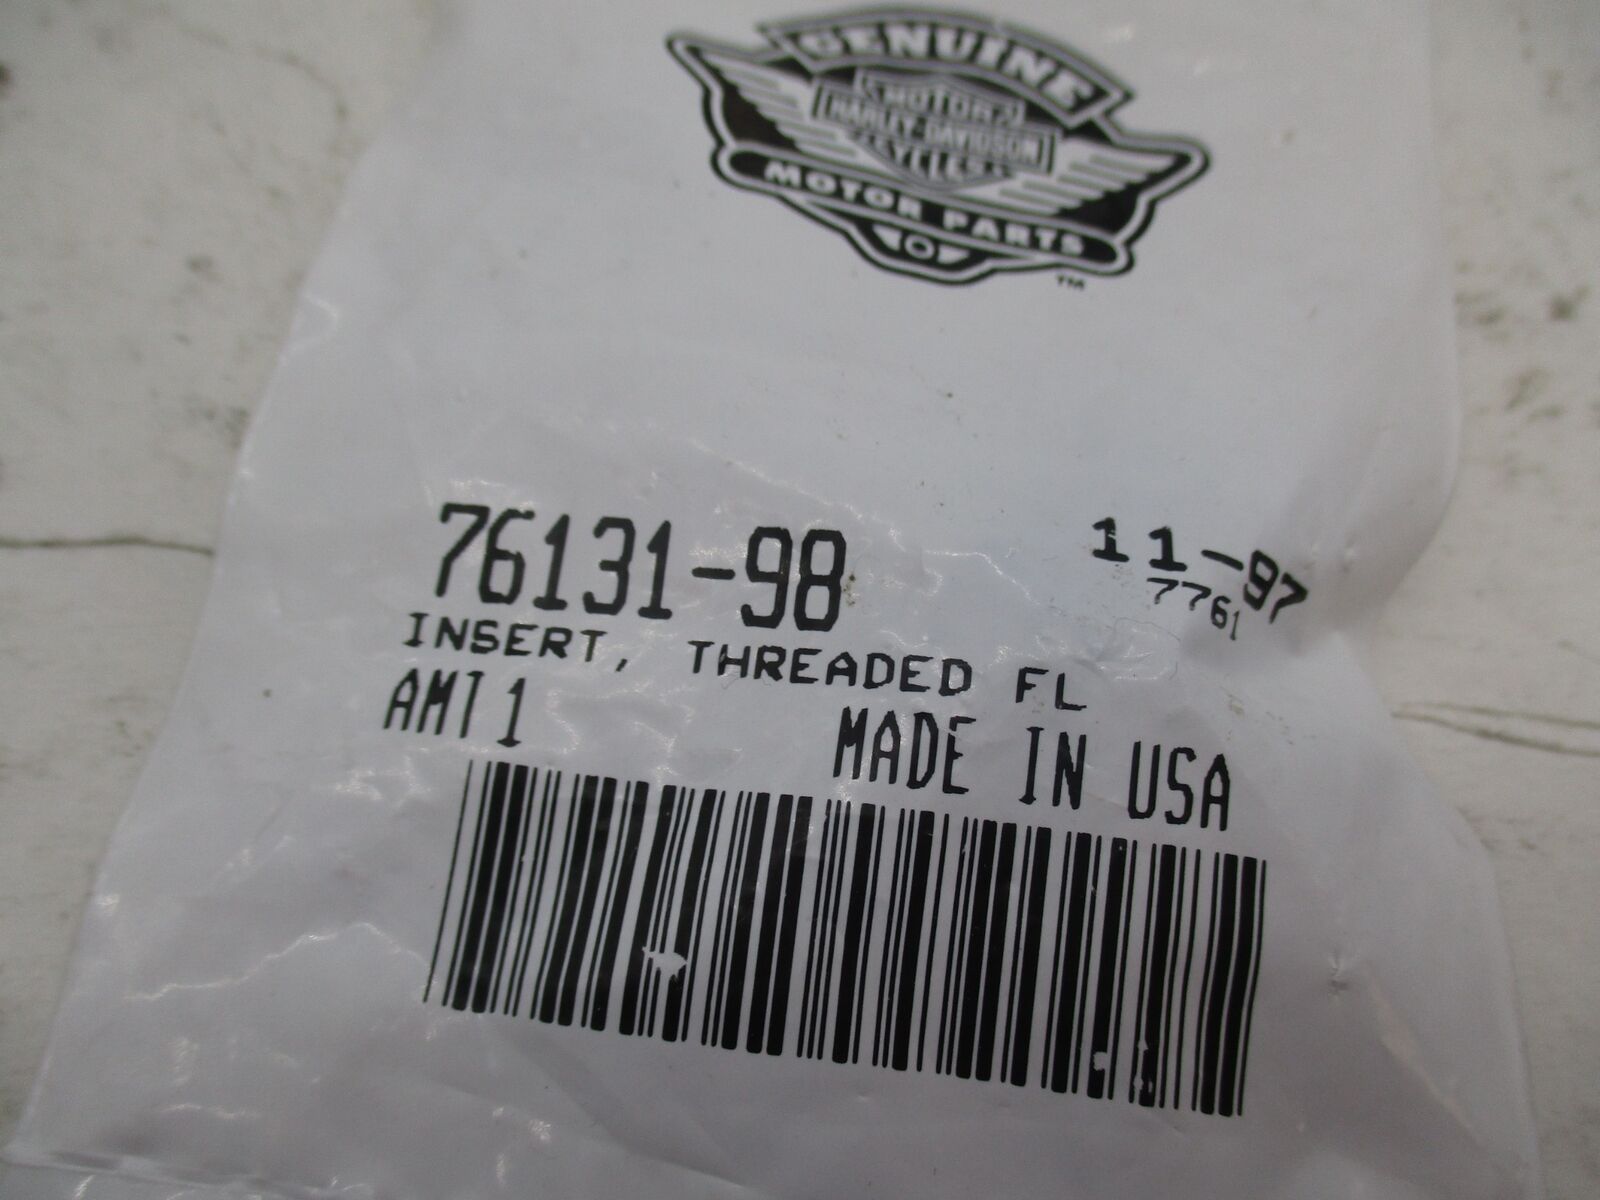 GENUINE
MOTOR
HARLEY-DAVIDSON
CYCLES
MOTOR PARTS
TM
76131-98
11-97
7761
INSERT, THREADED FL
AMT 1
MADE IN USA